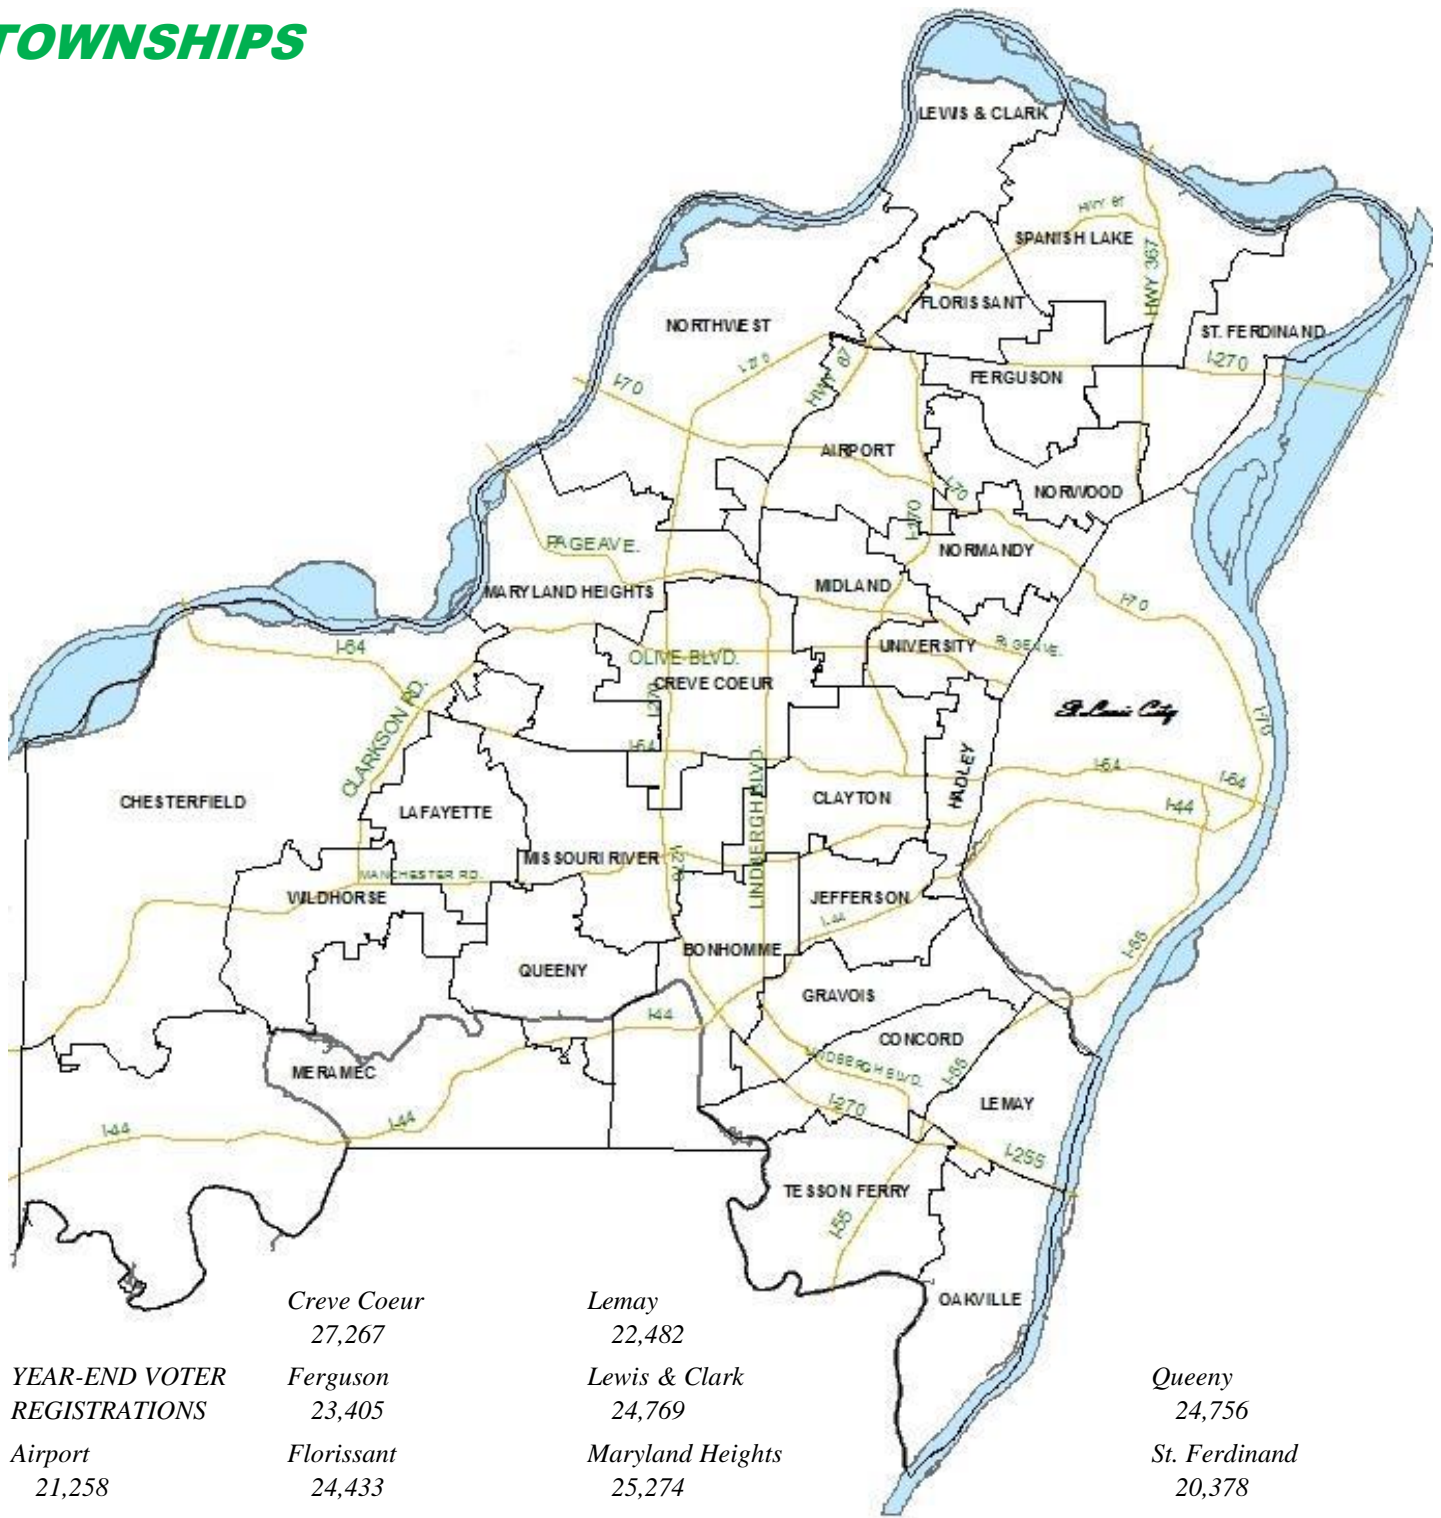 TOWNSHIPS
LEWIS & CLARK
HWY 67
SPANISH LAKE
HWY 367
FLORISSANT
NORTHWEST
ST. FERDINAND
I-270
I-270
HWY 67
FERGUSON
I-70
AIRPORT
I-70
NORWOOD
I-170
PAGE AVE.
NORMANDY
MIDLAND
MARYLAND HEIGHTS
I-70
I-64
UNIVERSITY
PAGE AVE.
OLIVE BLVD.
CREVE COEUR
CLARKSON RD.
I-270
St. Louis City
I-70
I-64
LINDBERGH BLVD.
HADLEY
I-64
I-64
CHESTERFIELD
LAFAYETTE
CLAYTON
I-44
MISSOURI RIVER
I-270
MANCHESTER RD.
WILDHORSE
JEFFERSON
I-44
BONHOMME
I-55
QUEENY
GRAVOIS
I-44
CONCORD
LINDBERGH BLVD.
I-55
MERAMEC
I-270
LEMAY
I-44
I-44
I-255
TESSON FERRY
I-55
OAKVILLE
Creve Coeur
27,267
Lemay
22,482
YEAR-END VOTER
REGISTRATIONS
Ferguson
23,405
Lewis & Clark
24,769
Queeny
24,756
Airport
21,258
Florissant
24,433
Maryland Heights
25,274
St. Ferdinand
20,378